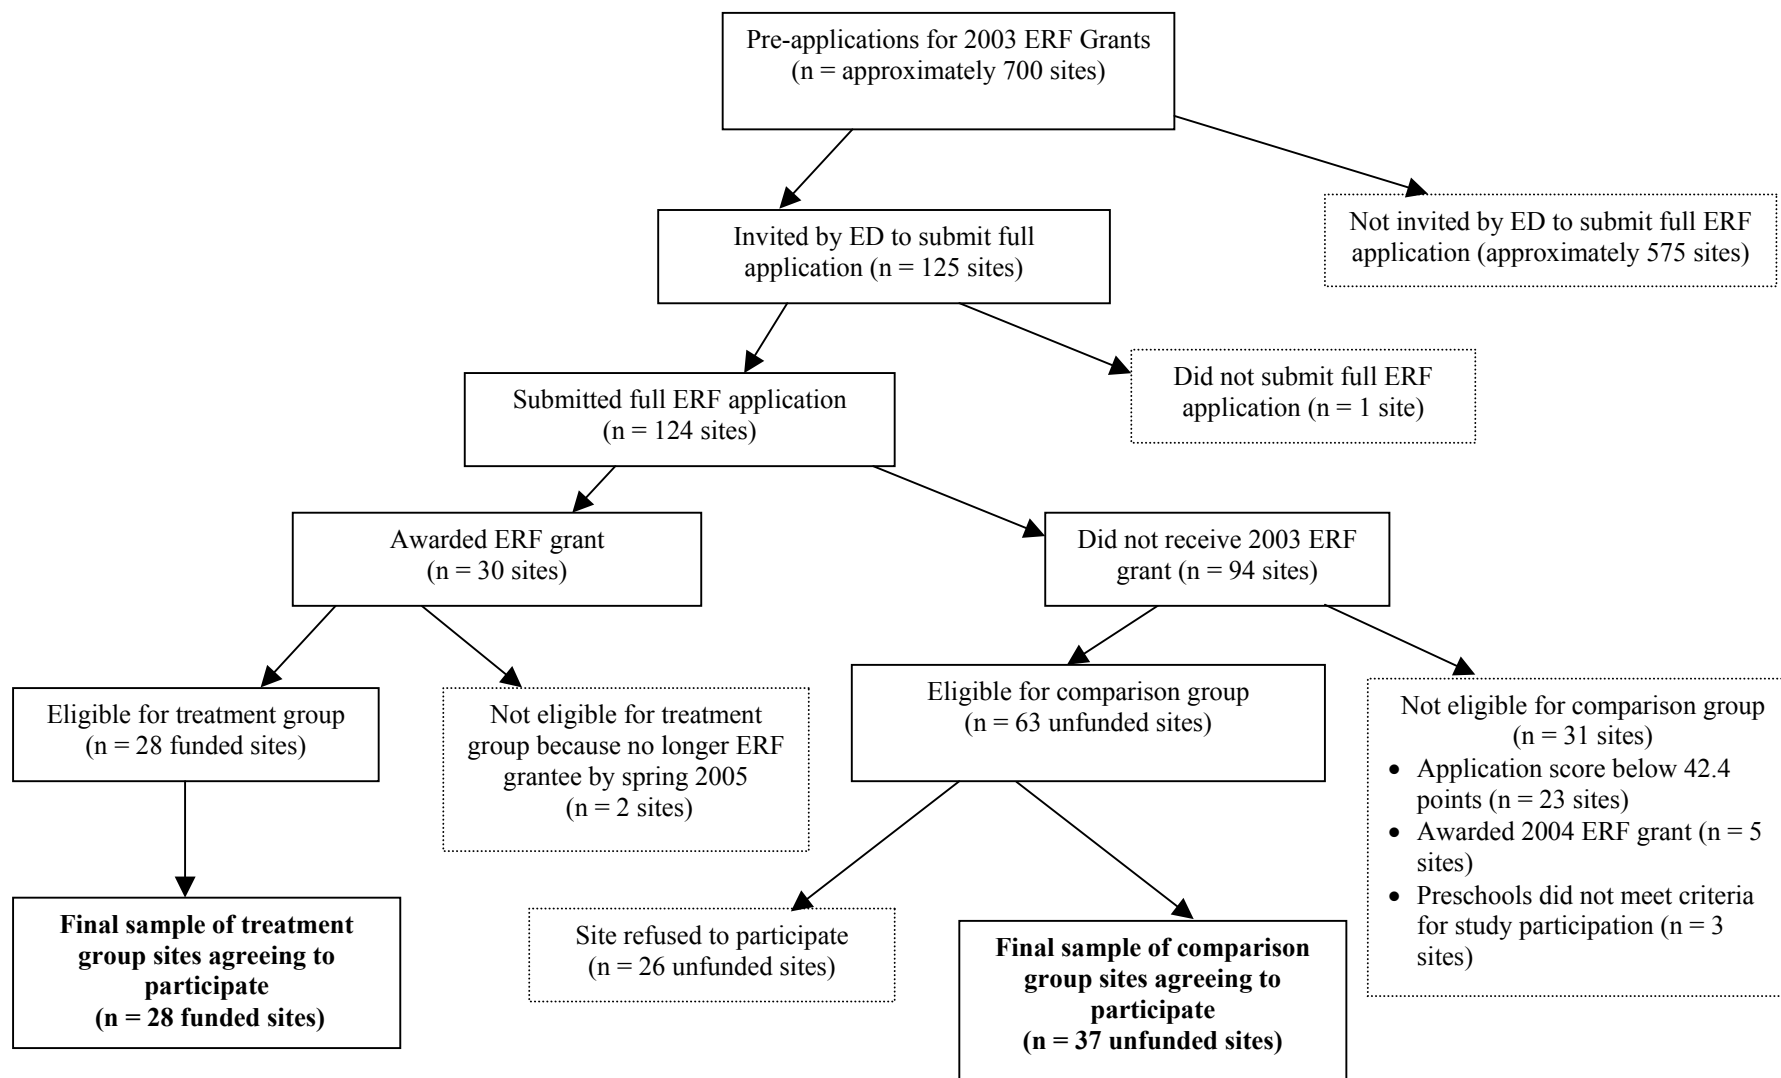 Pre-applications for 2003 ERF Grants
(n = approximately 700 sites)
Not invited by ED to submit full ERF
application (approximately 575 sites)
Invited by ED to submit full
application (n = 125 sites)
Did not submit full ERF
application (n = 1 site)
Submitted full ERF application
(n = 124 sites)
Awarded ERF grant
(n = 30 sites)
Did not receive 2003 ERF
grant (n = 94 sites)
Eligible for treatment group
(n = 28 funded sites)
Not eligible for treatment
group because no longer ERF
grantee by spring 2005
(n = 2 sites)
Eligible for comparison group
(n = 63 unfunded sites)
Not eligible for comparison group
(n = 31 sites)
• Application score below 42.4
points (n = 23 sites)
• Awarded 2004 ERF grant (n = 5
sites)
• Preschools did not meet criteria
for study participation (n = 3
sites)
Final sample of treatment
group sites agreeing to
participate
(n = 28 funded sites)
Site refused to participate
(n = 26 unfunded sites)
Final sample of comparison
group sites agreeing to
participate
(n = 37 unfunded sites)